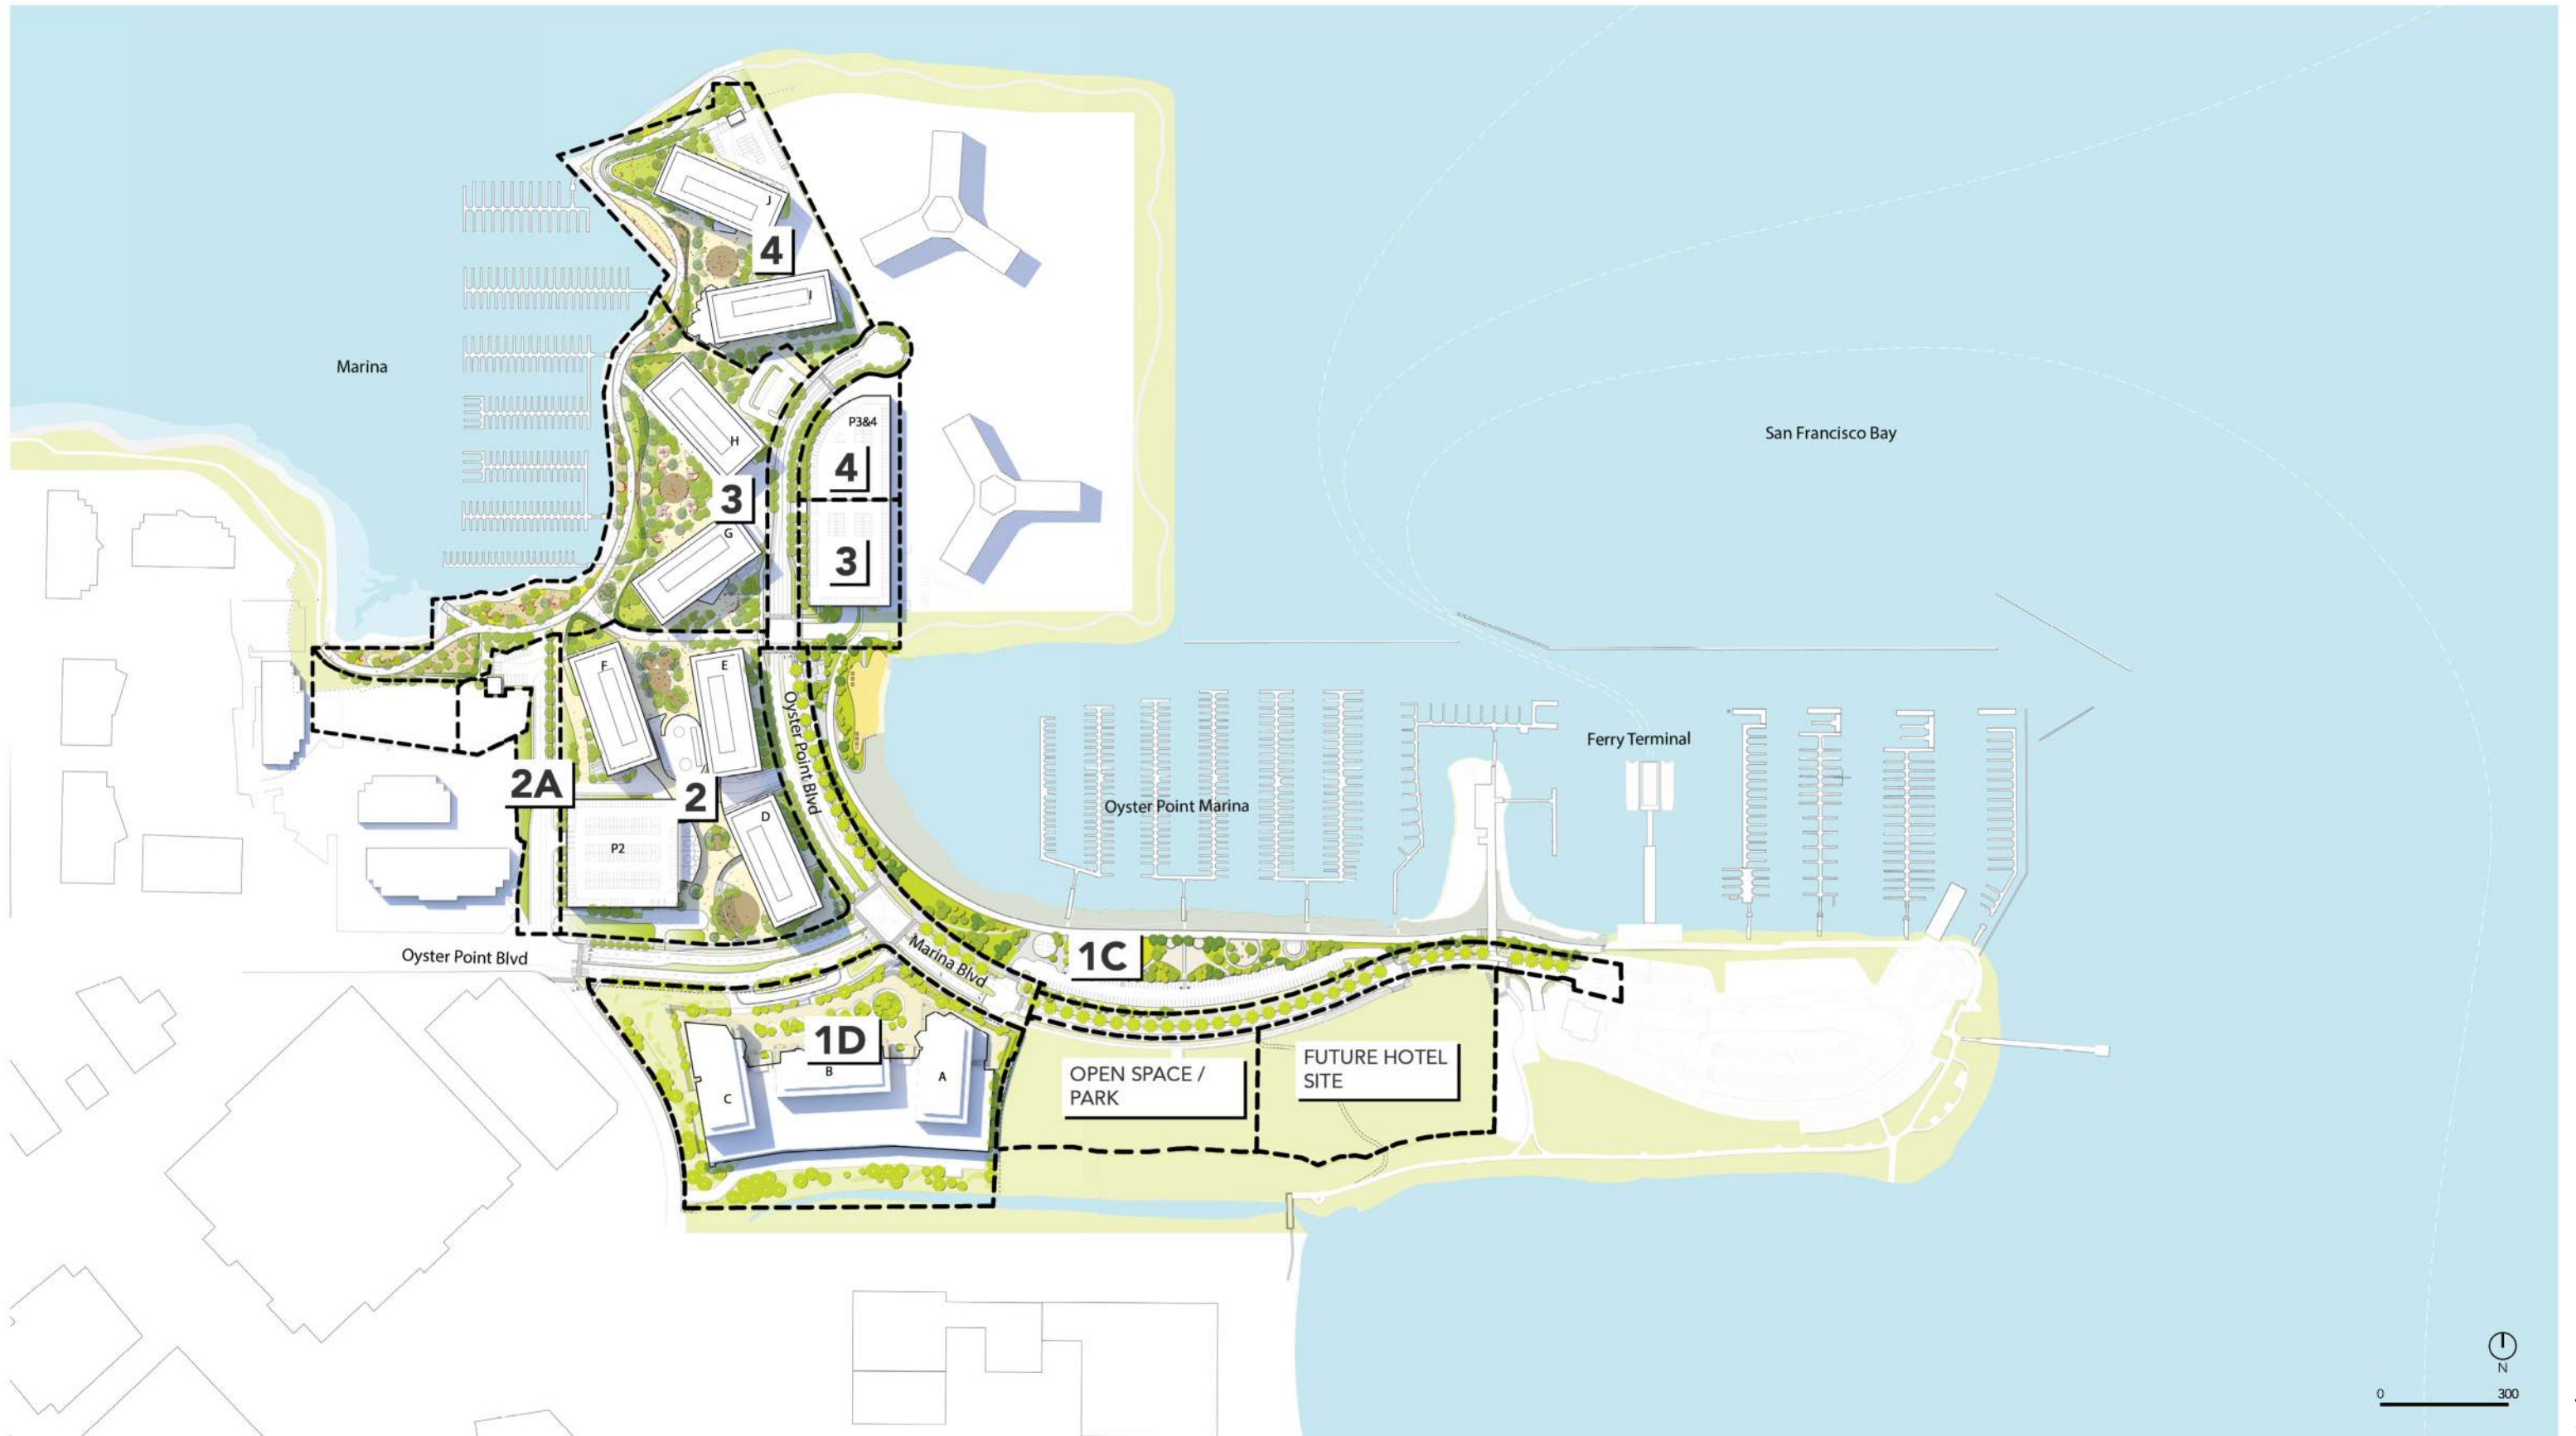 J
4
I
Marina
P3&4
San Francisco Bay
H
4
3
G
3
F
E
Oyster Point Blvd
Ferry Terminal
2A
2
Oyster Point Marina
D
P2
Oyster Point Blvd
Marina Blvd
1C
1D
FUTURE HOTEL
SITE
OPEN SPACE /
PARK
B
A
C
N
0
300